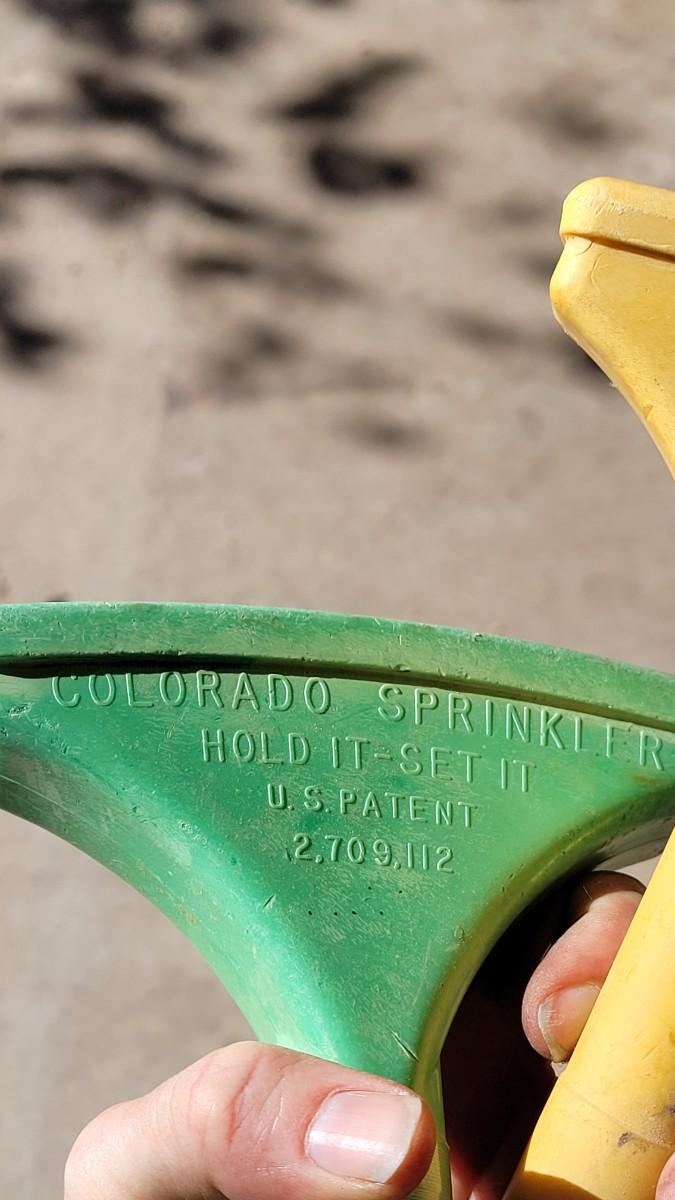 COLORADO SPRINKLER
HOLD IT-SET IT
U.S. PATENT
2,709,112